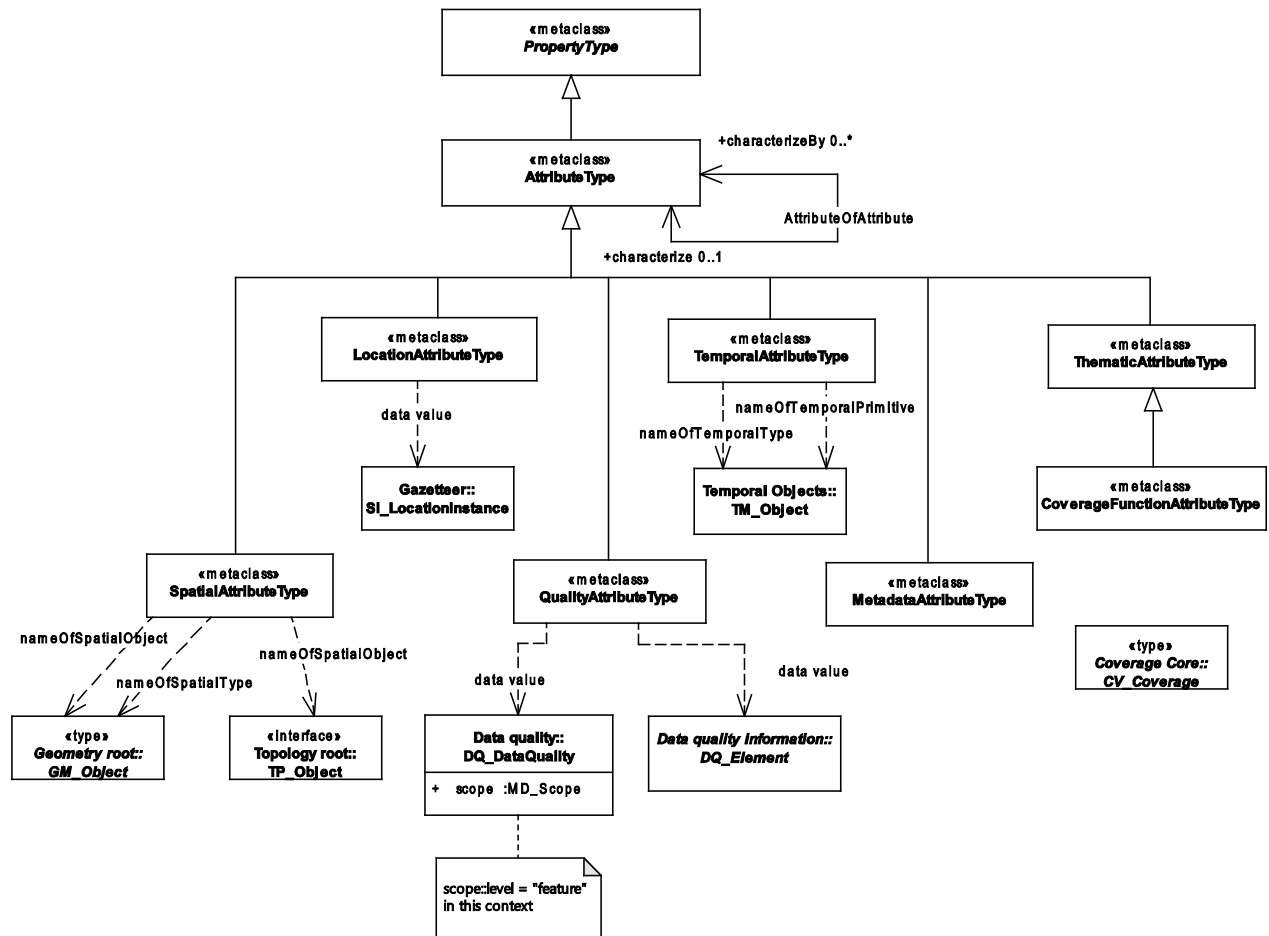 «metaclass»
PropertyType
«metaclass»
AttributeType
+characterizeBy 0..*
AttributeOfAttribute
+characterize 0..1
«metaclass»
LocationAttributeType
«metaclass»
TemporalAttributeType
«metaclass»
ThematicAttributeType
data value
nameOfTemporalPrimitive
nameOfTemporalType
Gazetteer::
SI_LocationInstance
Temporal Objects::
TM_Object
«metaclass»
CoverageFunctionAttributeType
«metaclass»
SpatialAttributeType
«metaclass»
QualityAttributeType
«metaclass»
MetadataAttributeType
nameOfSpatialObject
nameOfSpatialObject
nameOfSpatialType
data value
data value
«type»
Coverage Core::
CV_Coverage
«type»
Geometry root::
GM_Object
«interface»
Topology root::
TP_Object
Data quality::
DQ_DataQuality
+ scope :MD_Scope
Data quality information::
DQ_Element
scope::level = "feature"
in this context